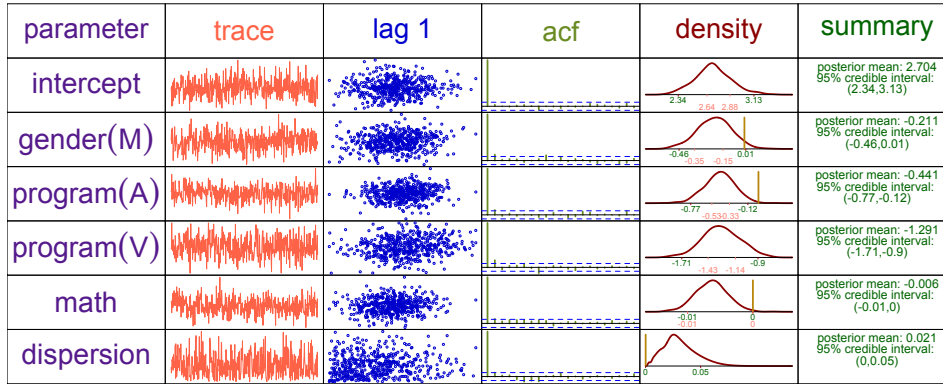 parameter trace lag 1 acf density summary
intercept
2.34 3.13
2.64 2.88
posterior mean: 2.704
95% credible interval:
(2.34,3.13)
gender(M)
-0.46 0.01
-0.35 -0.15
posterior mean: -0.211
95% credible interval:
(-0.46,0.01)
program(A)
-0.77 -0.12
-0.53 -0.33
posterior mean: -0.441
95% credible interval:
(-0.77,-0.12)
program(V)
-1.71 -0.9
-1.43 -1.14
posterior mean: -1.291
95% credible interval:
(-1.71,-0.9)
math
-0.01 0
-0.01 0
posterior mean: -0.006
95% credible interval:
(-0.01,0)
dispersion
0 0.05
posterior mean: 0.021
95% credible interval:
(0,0.05)